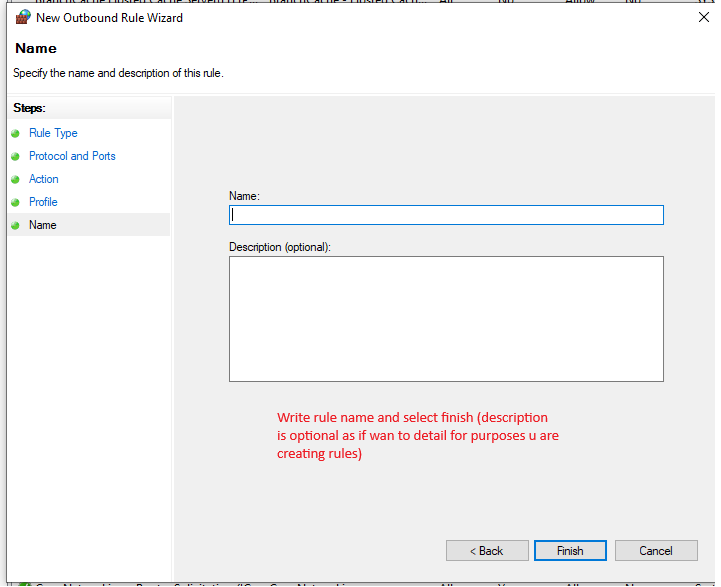 New Outbound Rule Wizard
Name
Specify the name and description of this rule.
Steps:
Rule Type
Protocol and Ports
Action
Profile
Name
Name:
Description (optional):
Write rule name and select finish (description
is optional as if wan to detail for purposes u are
creating rules)
< Back
Finish
Cancel